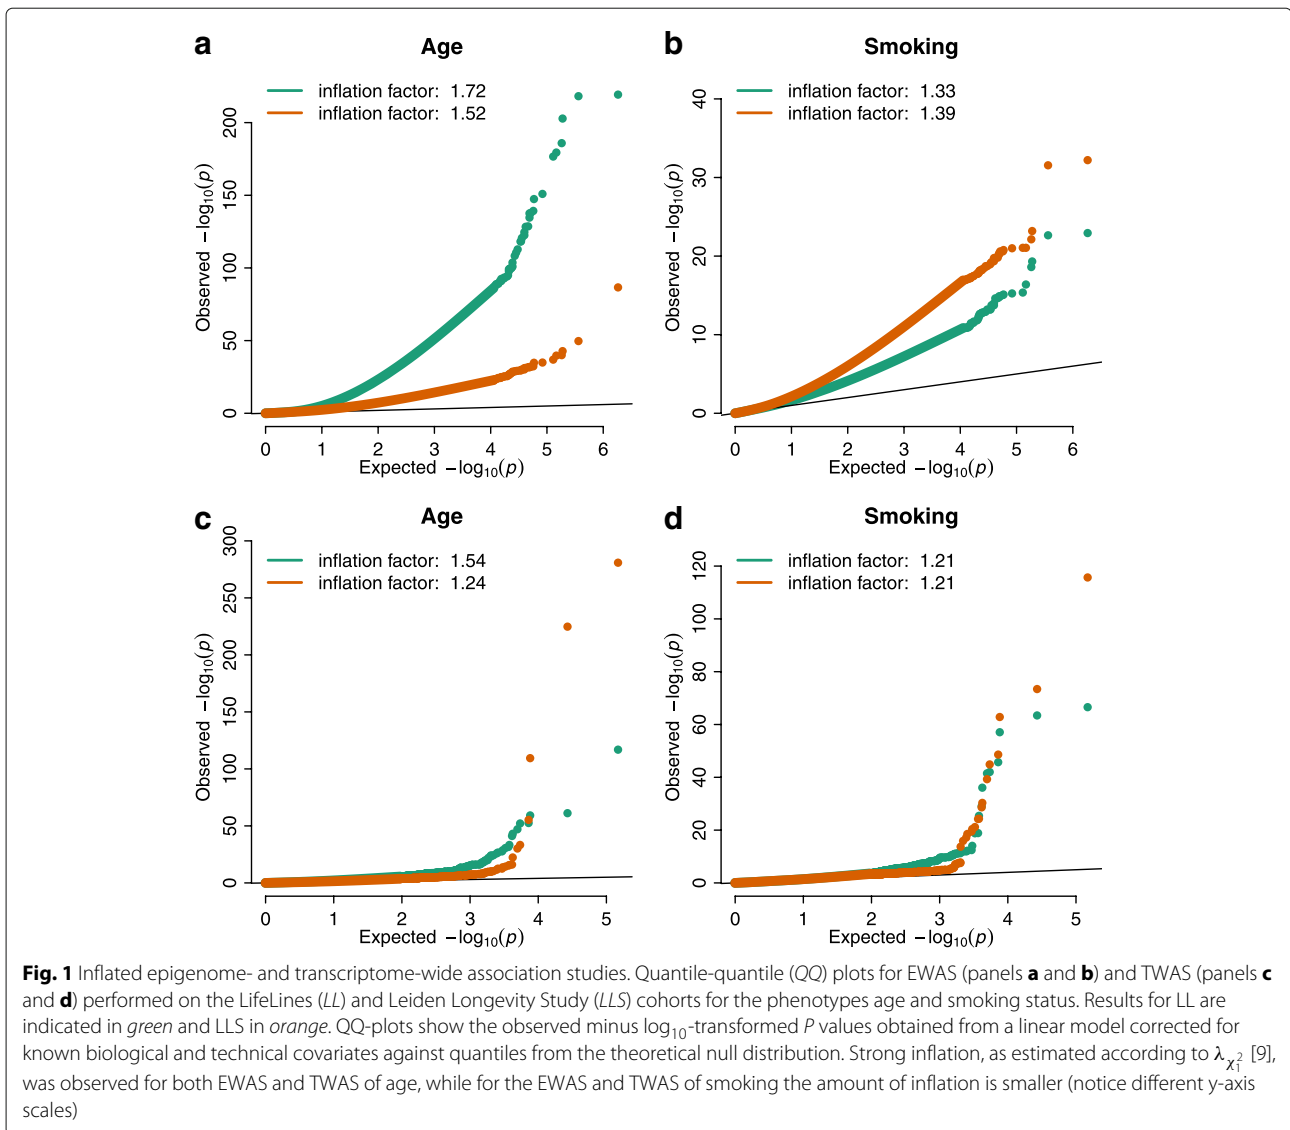 a
Age
inflation factor: 1.72
inflation factor: 1.52
Observed −log10(p)
0 50 100 150 200
0 1 2 3 4 5 6
Expected −log10(p)
b
Smoking
inflation factor: 1.33
inflation factor: 1.39
Observed −log10(p)
0 10 20 30 40
0 1 2 3 4 5 6
Expected −log10(p)
c
Age
inflation factor: 1.54
inflation factor: 1.24
Observed −log10(p)
0 50 100 150 200 250 300
0 1 2 3 4 5
Expected −log10(p)
d
Smoking
inflation factor: 1.21
inflation factor: 1.21
Observed −log10(p)
0 20 40 60 80 100 120
0 1 2 3 4 5
Expected −log10(p)
Fig. 1 Inflated epigenome- and transcriptome-wide association studies. Quantile-quantile (QQ) plots for EWAS (panels a and b) and TWAS (panels c
and d) performed on the LifeLines (LL) and Leiden Longevity Study (LLS) cohorts for the phenotypes age and smoking status. Results for LL are
indicated in green and LLS in orange. QQ-plots show the observed minus log10-transformed P values obtained from a linear model corrected for
known biological and technical covariates against quantiles from the theoretical null distribution. Strong inflation, as estimated according to λχ²₁ [9],
was observed for both EWAS and TWAS of age, while for the EWAS and TWAS of smoking the amount of inflation is smaller (notice different y-axis
scales)